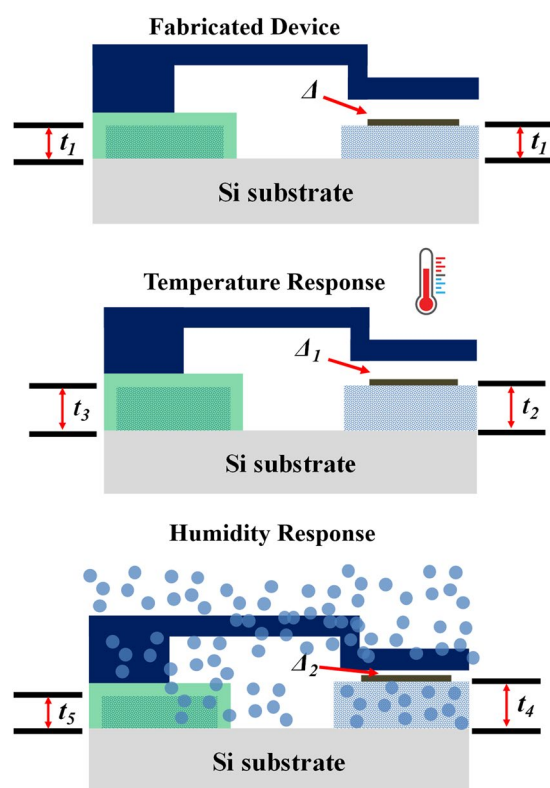 Fabricated Device
Δ
t1
t1
Si substrate
Temperature Response
Δ1
t3
t2
Si substrate
Humidity Response
Δ2
t5
t4
Si substrate